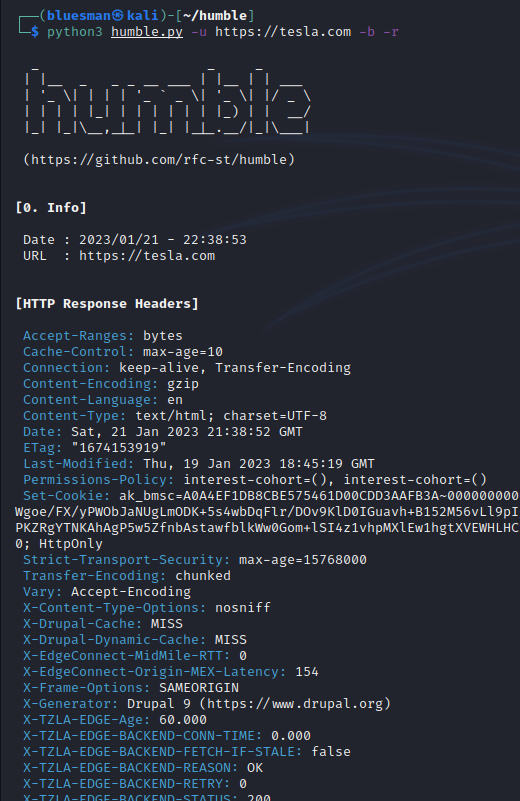 (bluesman㉿kali)-[~/humble]
$ python3 humble.py -u https://tesla.com -b -r
humble
(https://github.com/rfc-st/humble)
[0. Info]
Date : 2023/01/21 - 22:38:53
URL  : https://tesla.com
[HTTP Response Headers]
Accept-Ranges: bytes
Cache-Control: max-age=10
Connection: keep-alive, Transfer-Encoding
Content-Encoding: gzip
Content-Language: en
Content-Type: text/html; charset=UTF-8
Date: Sat, 21 Jan 2023 21:38:52 GMT
ETag: "1674153919"
Last-Modified: Thu, 19 Jan 2023 18:45:19 GMT
Permissions-Policy: interest-cohort=(), interest-cohort=()
Set-Cookie: ak_bmsc=A0A4EF1DB8CBE575461D00CDD3AAFB3A~000000000
Wgoe/FX/yPWObjaNUgLmODK+5s4wbDqFlr/DOv9KlD0IGuavh+B152M56vLl9pI
PKZRgYTNKAhAgP5w5ZfnbAstawfblkWw0Gom+lSI4z1vhpMXlEw1hgtXVEWHLHC
0; HttpOnly
Strict-Transport-Security: max-age=15768000
Transfer-Encoding: chunked
Vary: Accept-Encoding
X-Content-Type-Options: nosniff
X-Drupal-Cache: MISS
X-Drupal-Dynamic-Cache: MISS
X-EdgeConnect-MidMile-RTT: 0
X-EdgeConnect-Origin-MEX-Latency: 154
X-Frame-Options: SAMEORIGIN
X-Generator: Drupal 9 (https://www.drupal.org)
X-TZLA-EDGE-Age: 60.000
X-TZLA-EDGE-BACKEND-CONN-TIME: 0.000
X-TZLA-EDGE-BACKEND-FETCH-IF-STALE: false
X-TZLA-EDGE-BACKEND-REASON: OK
X-TZLA-EDGE-BACKEND-RETRY: 0
X-TZLA-EDGE-BACKEND-STATUS: 200